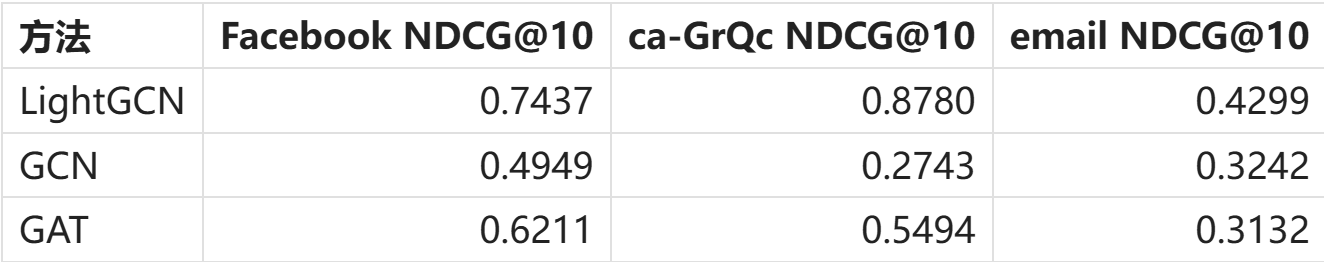 方法 Facebook NDCG@10 ca-GrQc NDCG@10 email NDCG@10
LightGCN 0.7437 0.8780 0.4299
GCN 0.4949 0.2743 0.3242
GAT 0.6211 0.5494 0.3132